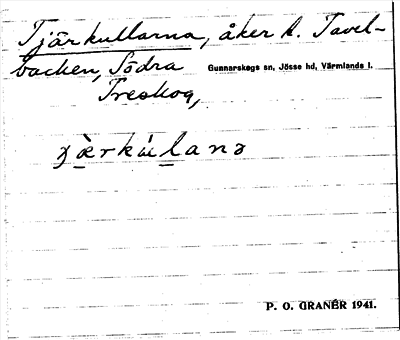 Tjärkullarna, åker h. Tavel-
backen, Södra Gunnarskogs sn, Jösse hd, Värmlands l.
Treskog,
P. O. GRANÉR 1941.